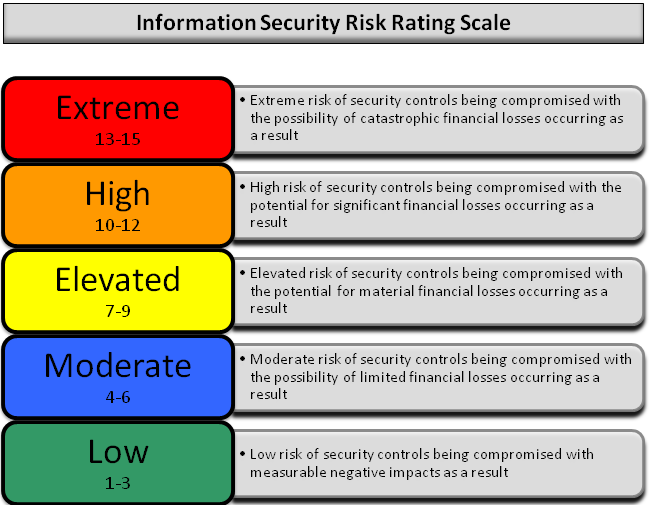 Information Security Risk Rating Scale
Extreme
13-15
• Extreme risk of security controls being compromised with
the possibility of catastrophic financial losses occurring as
a result
High
10-12
• High risk of security controls being compromised with the
potential for significant financial losses occurring as a
result
Elevated
7-9
• Elevated risk of security controls being compromised with
the potential for material financial losses occurring as a
result
Moderate
4-6
• Moderate risk of security controls being compromised with
the possibility of limited financial losses occurring as a
result
Low
1-3
• Low risk of security controls being compromised with
measurable negative impacts as a result